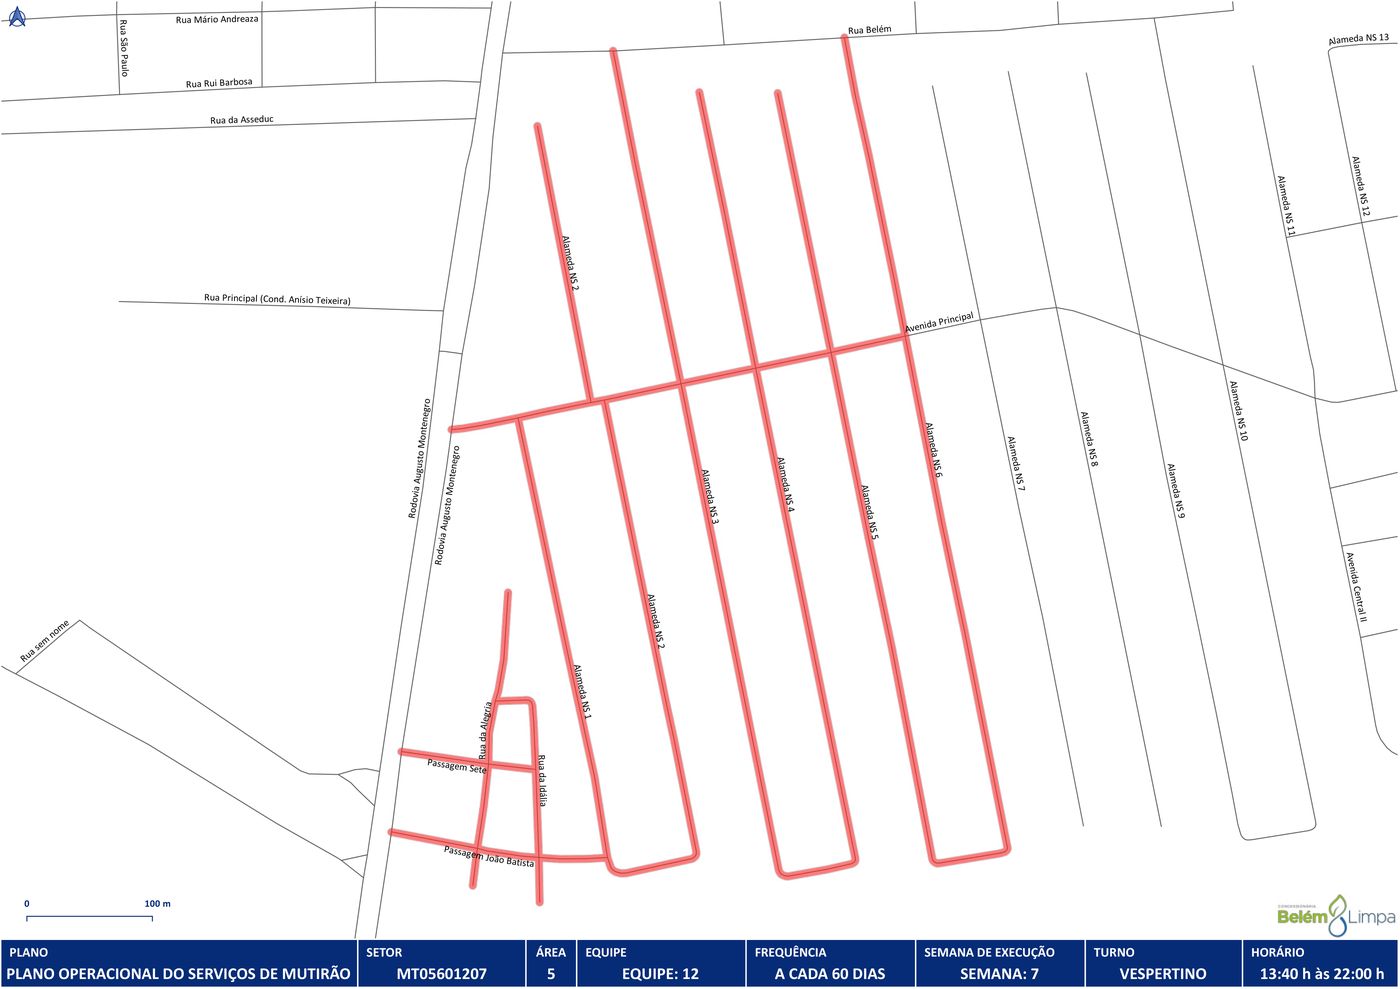 Rua Mário Andreaza
Rua São Paulo
Rua Rui Barbosa
Rua da Asseduc
Rua Belém
Alameda NS 13
Alameda NS 12
Alameda NS 11
Alameda NS 2
Rua Principal (Cond. Anísio Teixeira)
Avenida Principal
Rodovia Augusto Montenegro
Rodovia Augusto Montenegro
Alameda NS 3
Alameda NS 4
Alameda NS 5
Alameda NS 6
Alameda NS 7
Alameda NS 8
Alameda NS 9
Alameda NS 10
Avenida Central II
Rua sem nome
Alameda NS 2
Alameda NS 1
Rua da Alegria
Passagem Sete
Rua da Idália
Passagem João Batista
0 100 m
CONCESSIONÁRIA
Belém Limpa
PLANO
PLANO OPERACIONAL DO SERVIÇOS DE MUTIRÃO
SETOR
MT05601207
ÁREA
5
EQUIPE
EQUIPE: 12
FREQUÊNCIA
A CADA 60 DIAS
SEMANA DE EXECUÇÃO
SEMANA: 7
TURNO
VESPERTINO
HORÁRIO
13:40 h às 22:00 h